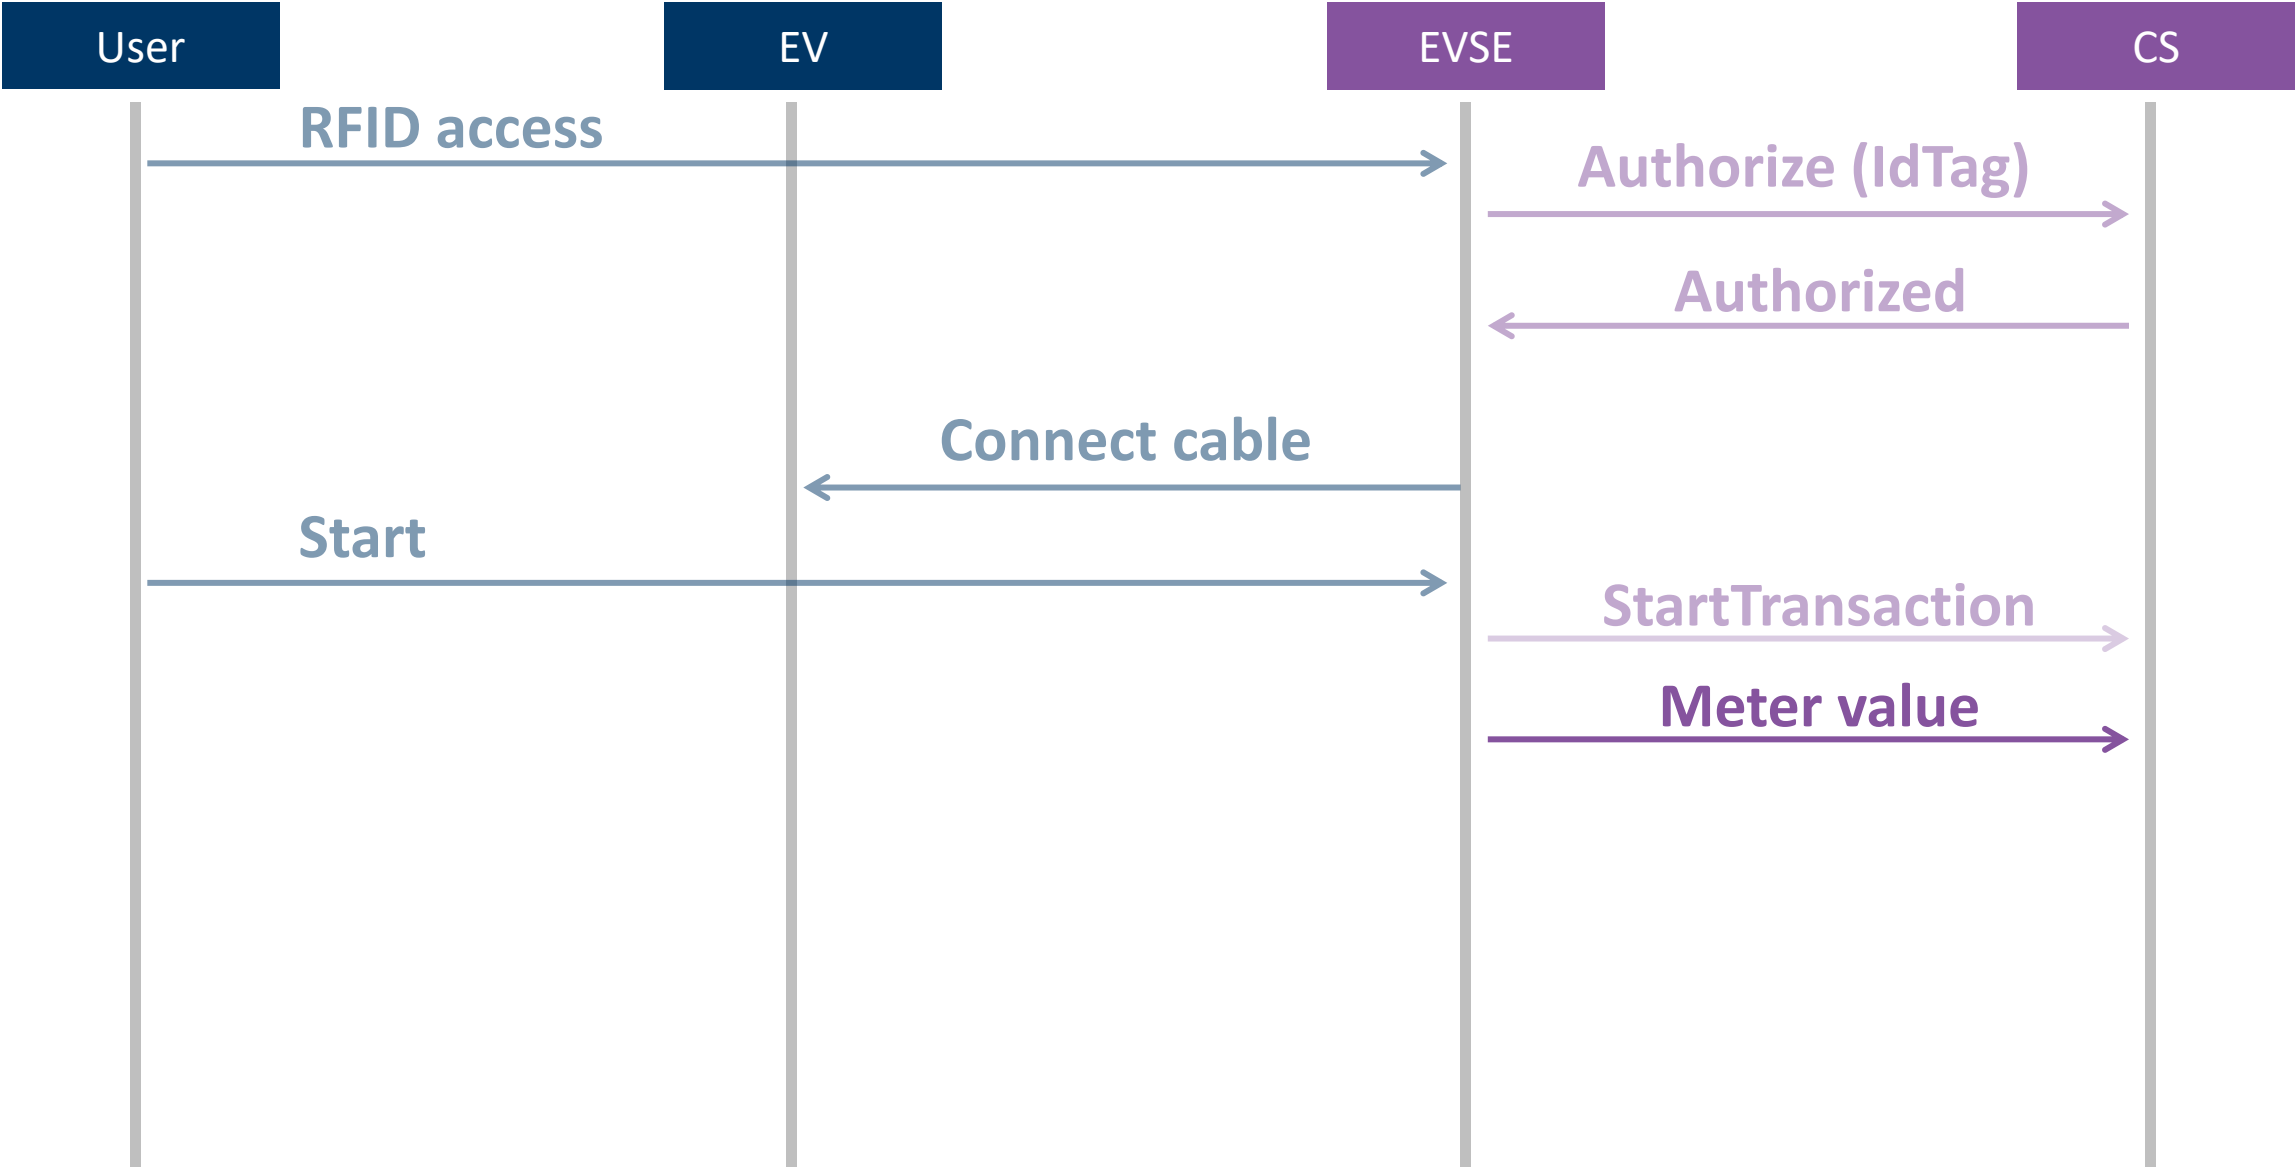 User
EV
EVSE
CS
RFID access
Authorize (IdTag)
Authorized
Connect cable
Start
StartTransaction
Meter value